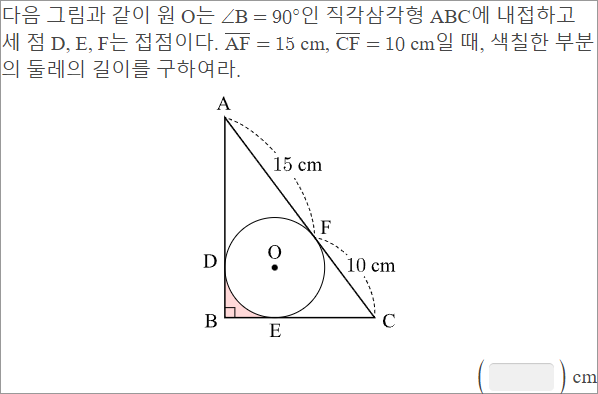 다음 그림과 같이 원 O는 ∠B = 90°인 직각삼각형 ABC에 내접하고
세 점 D, E, F는 접점이다. A̅F̅ = 15 cm, C̅F̅ = 10 cm일 때, 색칠한 부분
의 둘레의 길이를 구하여라.
A
15 cm
F
O
D
10 cm
B
E
C
( ) cm